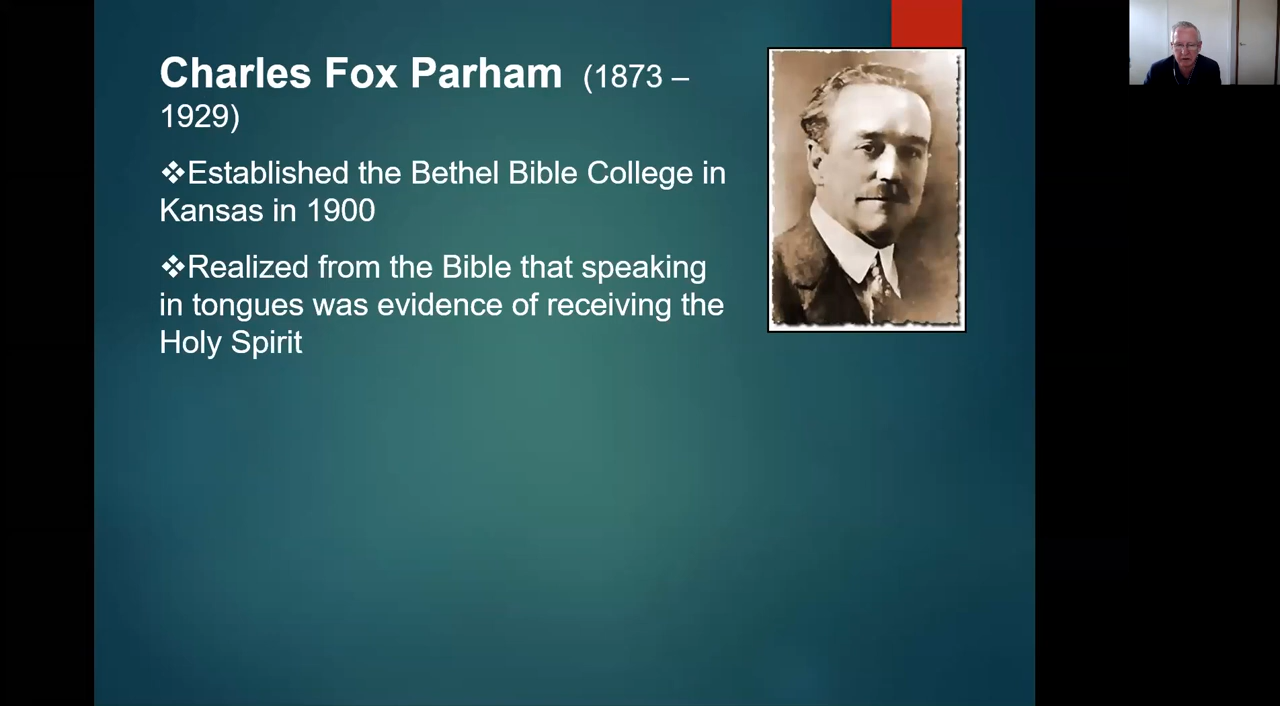 Charles Fox Parham (1873 –
1929)
❖Established the Bethel Bible College in
Kansas in 1900
❖Realized from the Bible that speaking
in tongues was evidence of receiving the
Holy Spirit